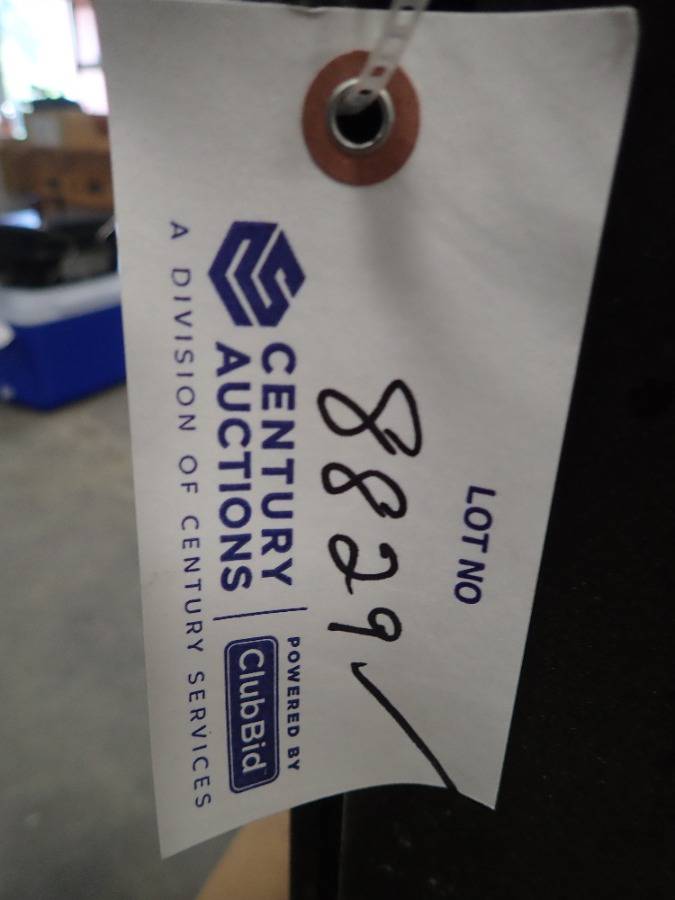 LOT NO
8829✓
CENTURY
AUCTIONS
POWERED BY
ClubBid
A DIVISION OF CENTURY SERVICES